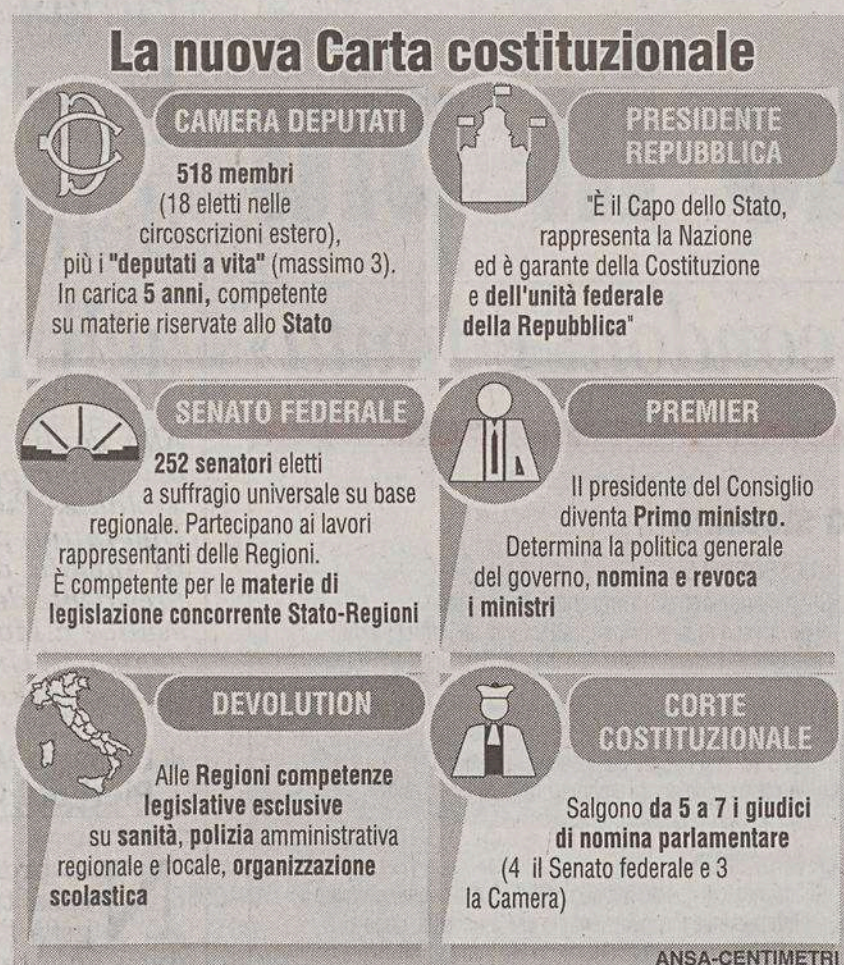 La nuova Carta costituzionale
CAMERA DEPUTATI
518 membri
(18 eletti nelle
circoscrizioni estero),
più i "deputati a vita" (massimo 3).
In carica 5 anni, competente
su materie riservate allo Stato
PRESIDENTE
REPUBBLICA
"È il Capo dello Stato,
rappresenta la Nazione
ed è garante della Costituzione
e dell'unità federale
della Repubblica"
SENATO FEDERALE
252 senatori eletti
a suffragio universale su base
regionale. Partecipano ai lavori
rappresentanti delle Regioni.
È competente per le materie di
legislazione concorrente Stato-Regioni
PREMIER
Il presidente del Consiglio
diventa Primo ministro.
Determina la politica generale
del governo, nomina e revoca
i ministri
DEVOLUTION
Alle Regioni competenze
legislative esclusive
su sanità, polizia amministrativa
regionale e locale, organizzazione
scolastica
CORTE
COSTITUZIONALE
Salgono da 5 a 7 i giudici
di nomina parlamentare
(4 il Senato federale e 3
la Camera)
ANSA-CENTIMETRI